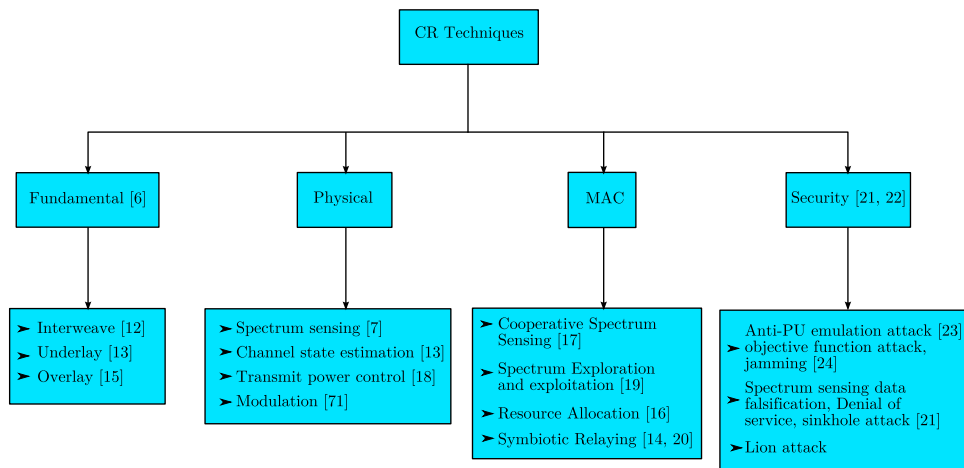 CR Techniques
Fundamental [6]
Physical
MAC
Security [21, 22]
➤ Interweave [12]
➤ Underlay [13]
➤ Overlay [15]
➤ Spectrum sensing [7]
➤ Channel state estimation [13]
➤ Transmit power control [18]
➤ Modulation [71]
➤ Cooperative Spectrum
Sensing [17]
➤ Spectrum Exploration
and exploitation [19]
➤ Resource Allocation [16]
➤ Symbiotic Relaying [14, 20]
Anti-PU emulation attack [23]
➤ objective function attack,
jamming [24]
Spectrum sensing data
➤ falsification, Denial of
service, sinkhole attack [21]
➤ Lion attack